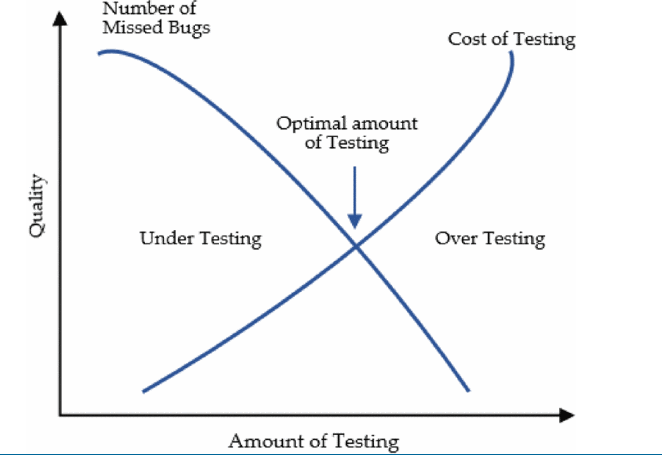 Number of
Missed Bugs
Cost of Testing
Optimal amount
of Testing
Quality
Under Testing
Over Testing
Amount of Testing